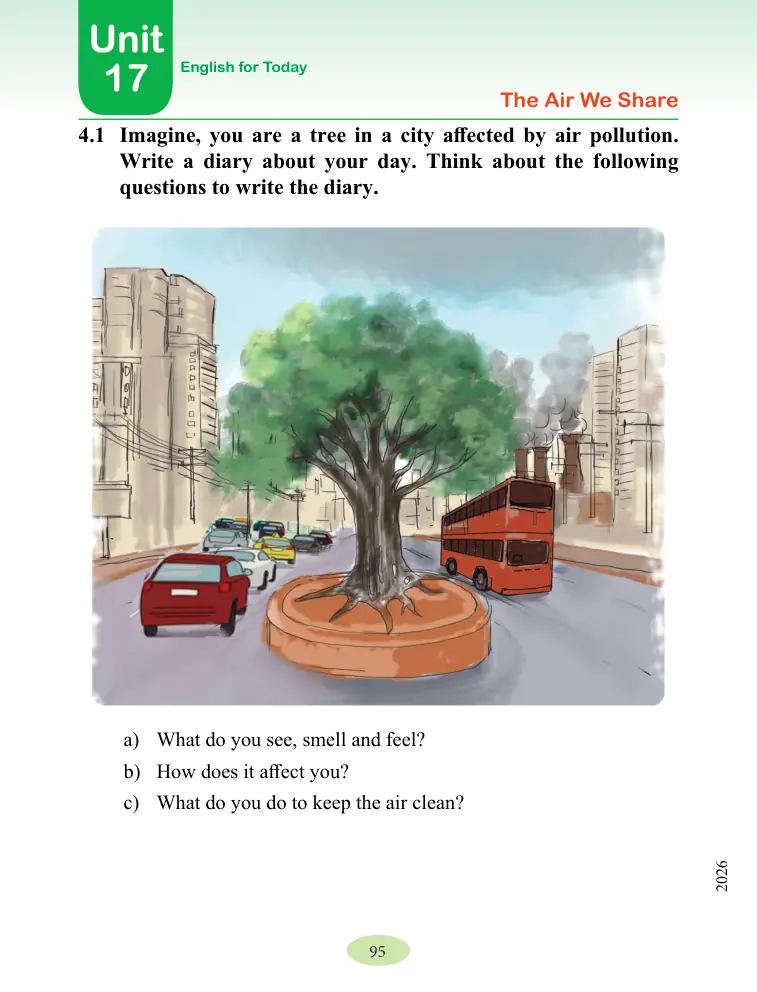 Unit
17
English for Today
The Air We Share
4.1 Imagine, you are a tree in a city affected by air pollution.
Write a diary about your day. Think about the following
questions to write the diary.
a) What do you see, smell and feel?
b) How does it affect you?
c) What do you do to keep the air clean?
2026
95